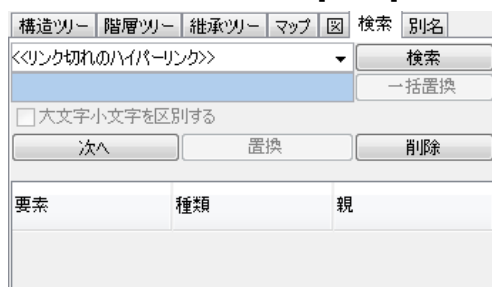 構造ツリー 階層ツリー 継承ツリー マップ 図 検索 別名
<<リンク切れのハイパーリンク>> 検索
一括置換
大文字小文字を区別する
次へ 置換 削除
要素 種類 親